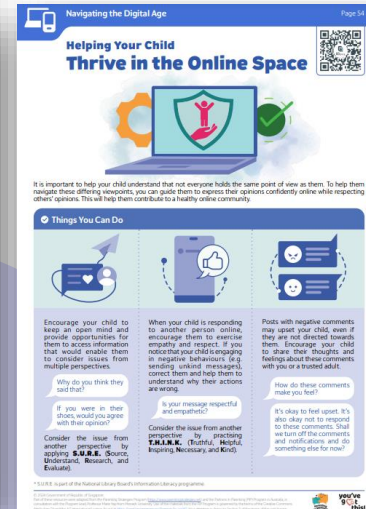 Navigating the Digital Age
Page 54
Helping Your Child
Thrive in the Online Space
It is important to help your child understand that not everyone holds the same point of view as them. To help them
navigate these differing viewpoints, you can guide them to express their opinions confidently online while respecting
others' opinions. This will help them contribute to a healthy online community.
Things You Can Do
Encourage your child to
keep an open mind and
provide opportunities for
them to access information
that would enable them
to consider issues from
multiple perspectives.
Why do you think they
said that?
If you were in their
shoes, would you agree
with their opinion?
Consider the issue from
another perspective by
applying S.U.R.E. (Source,
Understand, Research, and
Evaluate).
When your child is responding
to another person online,
encourage them to exercise
empathy and respect. If you
notice that your child is engaging
in negative behaviours (e.g.
sending unkind messages),
correct them and help them to
understand why their actions
are wrong.
Is your message respectful
and empathetic?
Consider the issue from another
perspective by practising
T.H.I.N.K. (Truthful, Helpful,
Inspiring, Necessary, and Kind).
Posts with negative comments
may upset your child, even if
they are not directed towards
them. Encourage your child
to share their thoughts and
feelings about these comments
with you or a trusted adult.
How do these comments
make you feel?
It's okay to feel upset. It's
also okay to not respond
to these comments. Shall
we turn off the comments
and notifications and do
something else for now?
* S.U.R.E. is part of the National Library Board's Information Literacy programme.
you've
got
this!